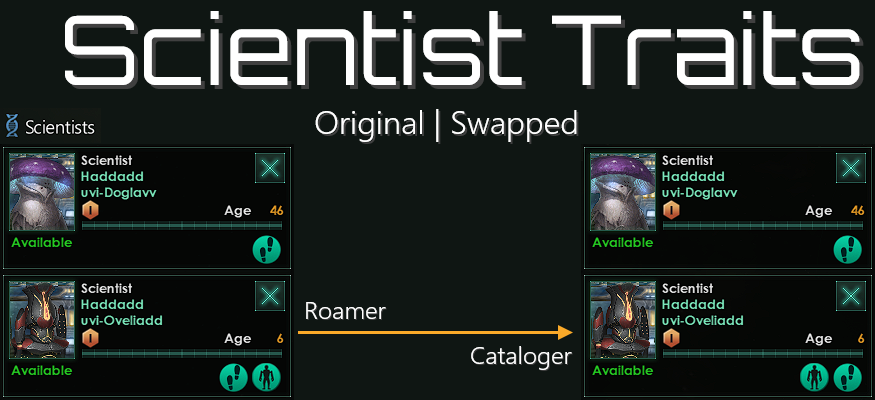 Scientist Traits
Original | Swapped
Scientists
Scientist
Haddadd
uvi-Doglavv
I
Age 46
Available
Scientist
Haddadd
uvi-Oveliadd
I
Age 6
Available
Roamer
Cataloger
Scientist
Haddadd
uvi-Doglavv
I
Age 46
Available
Scientist
Haddadd
uvi-Oveliadd
I
Age 6
Available